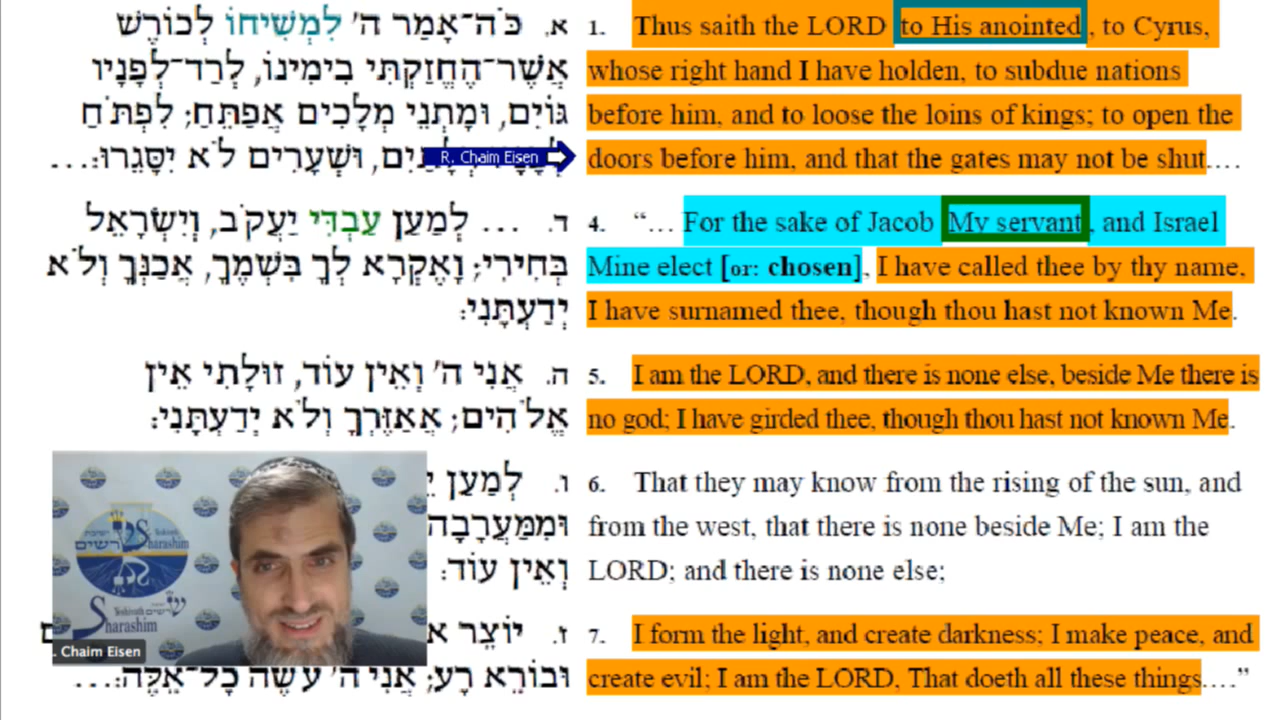 א. כֹּה־אָמַר ה' לִמְשִׁיחוֹ לְכוֹרֶשׁ
אֲשֶׁר־הֶחֱזַקְתִּי בִימִינוֹ, לְרַד־לְפָנָיו
גּוֹיִם, וּמָתְנֵי מְלָכִים אֲפַתֵּחַ; לִפְתֹּחַ
וּשְׁעָרִים לֹא יִסָּגֵרוּ:...
R. Chaim Eisen
ד. ... לְמַעַן עַבְדִּי יַעֲקֹב, וְיִשְׂרָאֵל
בְּחִירִי; וָאֶקְרָא לְךָ בִּשְׁמֶךָ, אֲכַנְּךָ וְלֹא
יְדַעְתָּנִי:
ה. אֲנִי ה' וְאֵין עוֹד, זוּלָתִי אֵין
אֱלֹהִים; אֲאַזֶּרְךָ וְלֹא יְדַעְתָּנִי:
ו. לְמַעַן
וּמִמַּעֲרָבָה
וְאֵין עוֹד:
ז. יוֹצֵר
וּבוֹרֵא רָע; אֲנִי ה' עֹשֶׂה כָל־אֵלֶּה:...
1. Thus saith the LORD to His anointed, to Cyrus,
whose right hand I have holden, to subdue nations
before him, and to loose the loins of kings; to open the
doors before him, and that the gates may not be shut....
4. “... For the sake of Jacob My servant, and Israel
Mine elect [or: chosen], I have called thee by thy name,
I have surnamed thee, though thou hast not known Me.
5. I am the LORD, and there is none else, beside Me there is
no god; I have girded thee, though thou hast not known Me.
6. That they may know from the rising of the sun, and
from the west, that there is none beside Me; I am the
LORD; and there is none else;
7. I form the light, and create darkness; I make peace, and
create evil; I am the LORD, That doeth all these things....”
ישיבת שרשים
Yeshivath Sharashim
Yeshivath
Sharashim
. Chaim Eisen